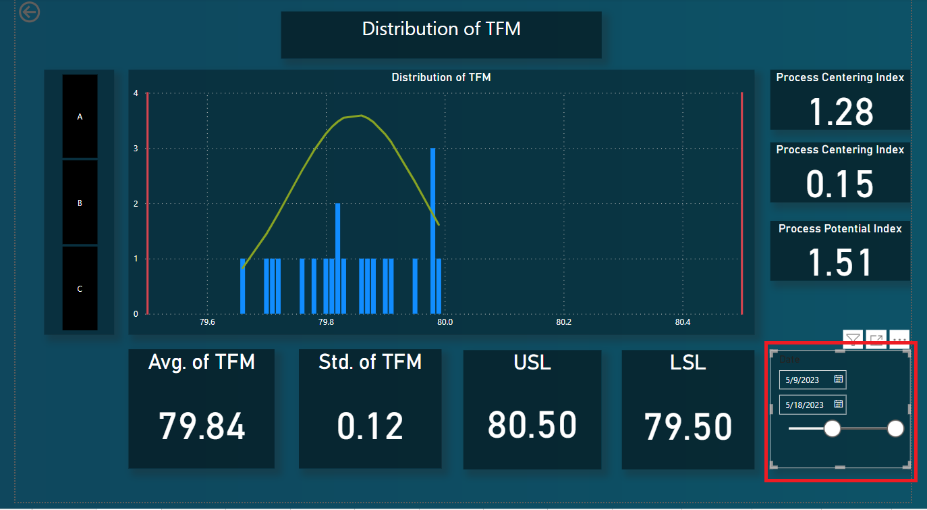 Distribution of TFM
A
B
C
Distribution of TFM
4
3
2
1
0
79.6
79.8
80.0
80.2
80.4
Process Centering Index
1.28
Process Centering Index
0.15
Process Potential Index
1.51
Avg. of TFM
79.84
Std. of TFM
0.12
USL
80.50
LSL
79.50
5/9/2023
5/18/2023